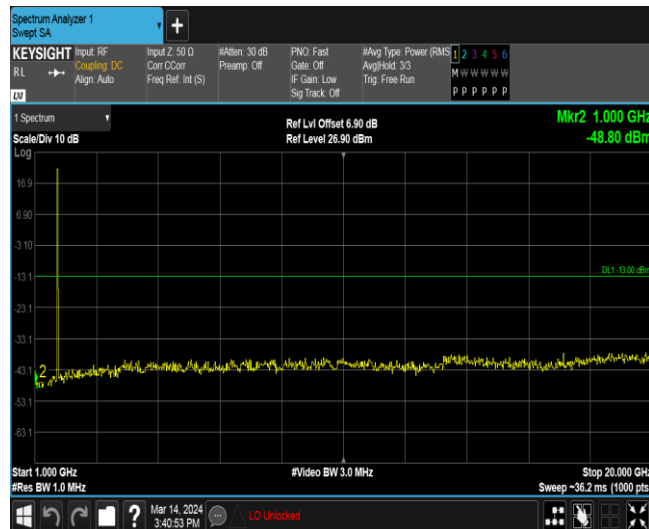 Spectrum Analyzer 1
Swept SA
+
KEYSIGHT
RL
LXI
Input: RF
Coupling: DC
Align: Auto
Input Z: 50 Ω
Corr CCorr
Freq Ref: Int (S)
#Atten: 30 dB
Preamp: Off
PNO: Fast
Gate: Off
IF Gain: Low
Sig Track: Off
#Avg Type: Power (RMS
Avg|Hold: 3/3
Trig: Free Run
1 2 3 4 5 6
M W W W W W
P P P P P P
1 Spectrum
Scale/Div 10 dB
Log
Ref Lvl Offset 6.90 dB
Ref Level 26.90 dBm
Mkr2 1.000 GHz
-48.80 dBm
16.9
6.90
-3.10
-13.1
-23.1
-33.1
-43.1
-53.1
-63.1
DL1 -13.00 dBm
2
Start 1.000 GHz
#Res BW 1.0 MHz
#Video BW 3.0 MHz
Stop 20.000 GHz
Sweep ~36.2 ms (1000 pts
?
Mar 14, 2024
3:40:53 PM
LO Unlocked